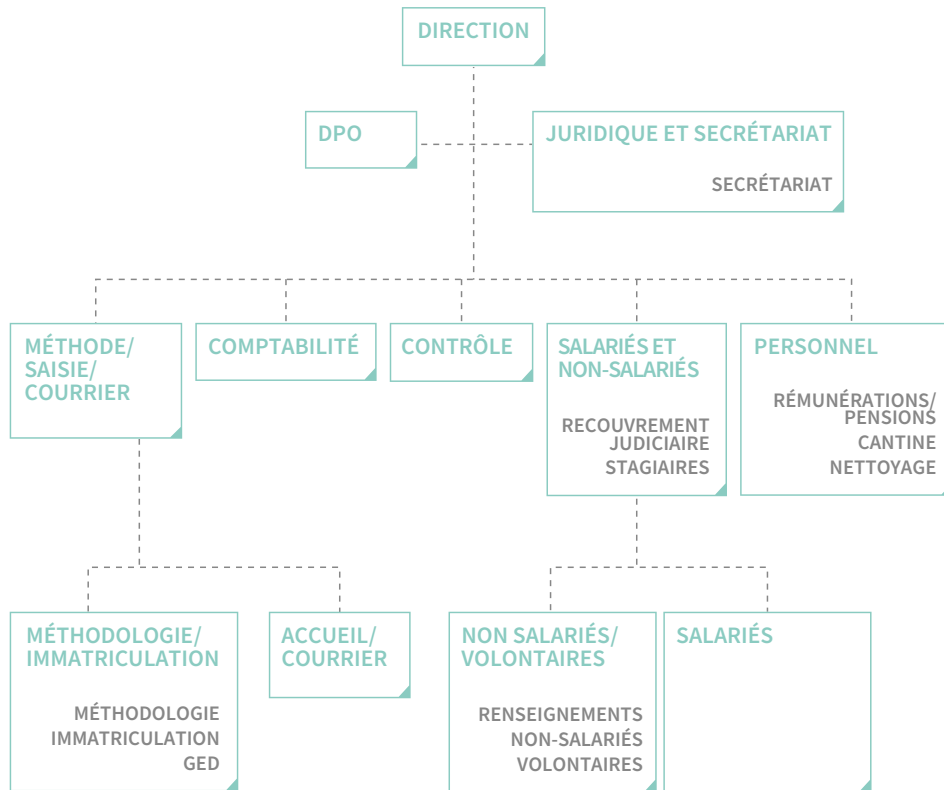 DIRECTION
DPO
JURIDIQUE ET SECRÉTARIAT
SECRÉTARIAT
MÉTHODE/
SAISIE/
COURRIER
COMPTABILITÉ
CONTRÔLE
SALARIÉS ET
NON-SALARIÉS
RECOUVREMENT
JUDICIAIRE
STAGIAIRES
PERSONNEL
RÉMUNÉRATIONS/
PENSIONS
CANTINE
NETTOYAGE
MÉTHODOLOGIE/
IMMATRICULATION
MÉTHODOLOGIE
IMMATRICULATION
GED
ACCUEIL/
COURRIER
NON SALARIÉS/
VOLONTAIRES
RENSEIGNEMENTS
NON-SALARIÉS
VOLONTAIRES
SALARIÉS